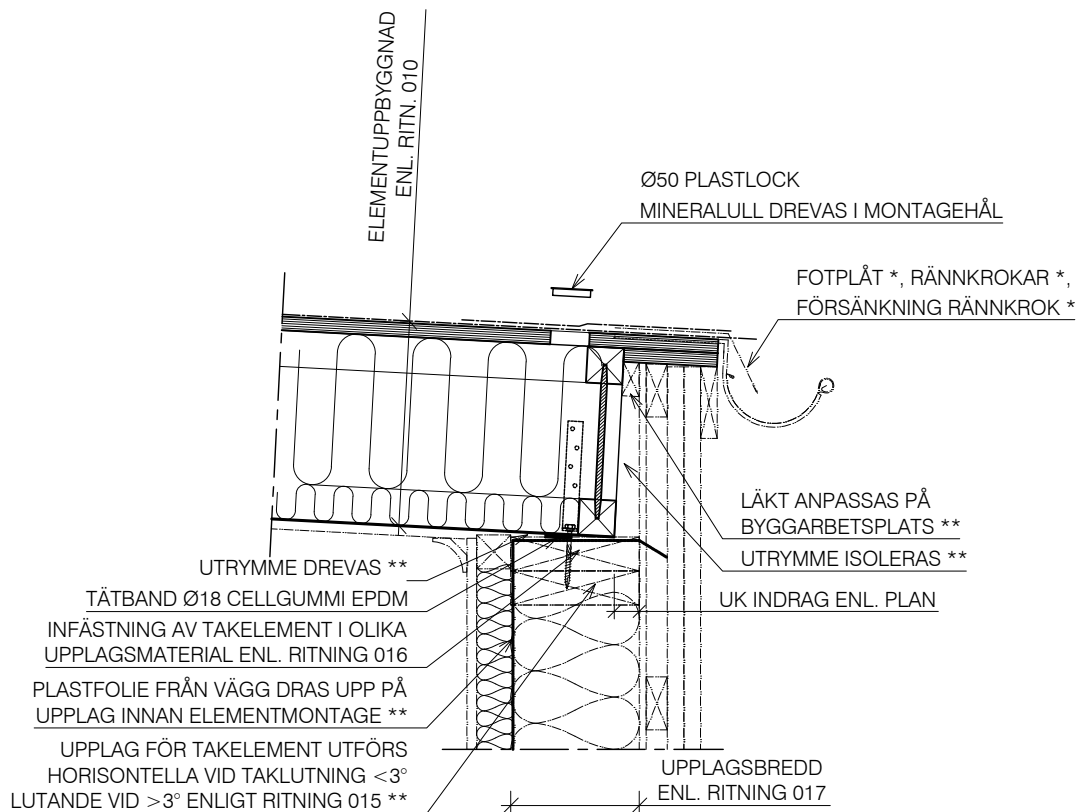 ELEMENTUPPBYGGNAD
ENL. RITN. 010
Ø50 PLASTLOCK
MINERALULL DREVAS I MONTAGEHÅL
FOTPLÅT *, RÄNNKROKAR *,
FÖRSÄNKNING RÄNNKROK *
LÄKT ANPASSAS PÅ
BYGGARBETSPLATS **
UTRYMME ISOLERAS **
UK INDRAG ENL. PLAN
UTRYMME DREVAS **
TÄTBAND Ø18 CELLGUMMI EPDM
INFÄSTNING AV TAKELEMENT I OLIKA
UPPLAGSMATERIAL ENL. RITNING 016
PLASTFOLIE FRÅN VÄGG DRAS UPP PÅ
UPPLAG INNAN ELEMENTMONTAGE **
UPPLAG FÖR TAKELEMENT UTFÖRS
HORISONTELLA VID TAKLUTNING <3°
LUTANDE VID >3° ENLIGT RITNING 015 **
UPPLAGSBREDD
ENL. RITNING 017